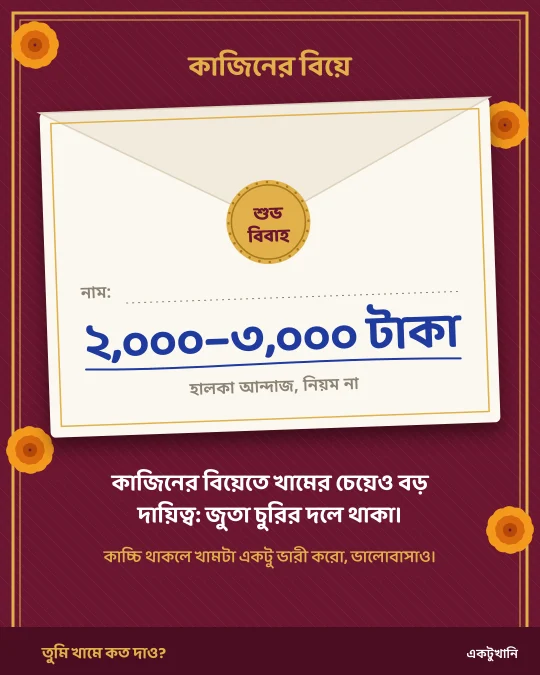 কাজিনের বিয়ে
শুভ
বিবাহ
নাম:
২,০০০–৩,০০০ টাকা
হালকা আন্দাজ, নিয়ম না
কাজিনের বিয়েতে খামের চেয়েও বড়
দায়িত্ব: জুতা চুরির দলে থাকা।
কাচ্চি থাকলে খামটা একটু ভারী করো, ভালোবাসাও।
তুমি খামে কত দাও?
একটুখানি